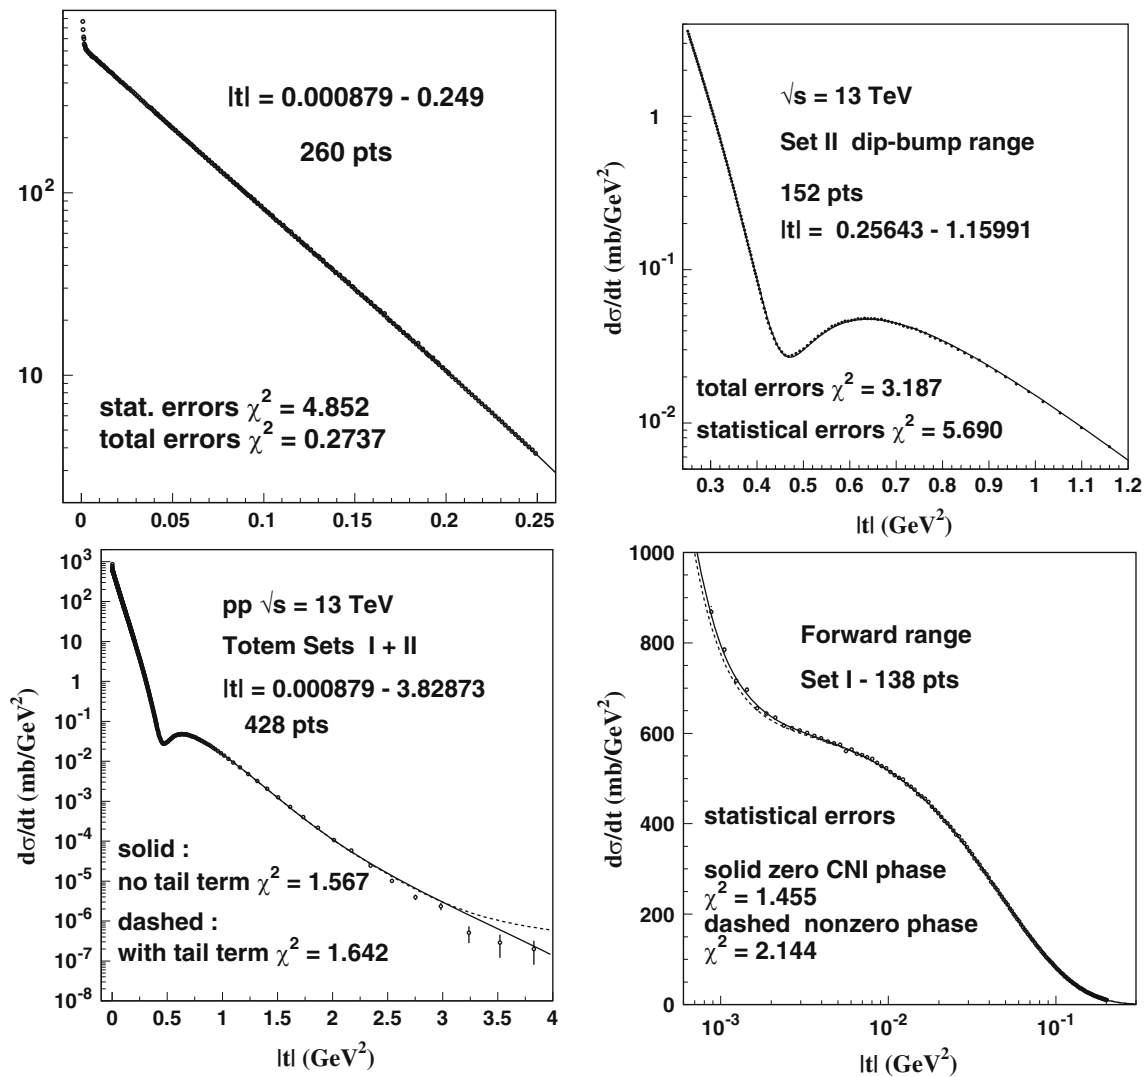 |t| = 0.000879 - 0.249
260 pts
10²
10
stat. errors χ² = 4.852
total errors χ² = 0.2737
0 0.05 0.1 0.15 0.2 0.25
dσ/dt (mb/GeV²)
√s = 13 TeV
Set II dip-bump range
152 pts
|t| = 0.25643 - 1.15991
1
10⁻¹
10⁻²
total errors χ² = 3.187
statistical errors χ² = 5.690
0.3 0.4 0.5 0.6 0.7 0.8 0.9 1 1.1 1.2
|t| (GeV²)
dσ/dt (mb/GeV²)
10³
10²
10
1
10⁻¹
10⁻²
10⁻³
10⁻⁴
10⁻⁵
10⁻⁶
10⁻⁷
10⁻⁸
pp √s = 13 TeV
Totem Sets I + II
|t| = 0.000879 - 3.82873
428 pts
solid :
no tail term χ² = 1.567
dashed :
with tail term χ² = 1.642
0 0.5 1 1.5 2 2.5 3 3.5 4
|t| (GeV²)
dσ/dt (mb/GeV²)
1000
800
600
400
200
0
Forward range
Set I - 138 pts
statistical errors
solid zero CNI phase
χ² = 1.455
dashed nonzero phase
χ² = 2.144
10⁻³ 10⁻² 10⁻¹
|t| (GeV²)